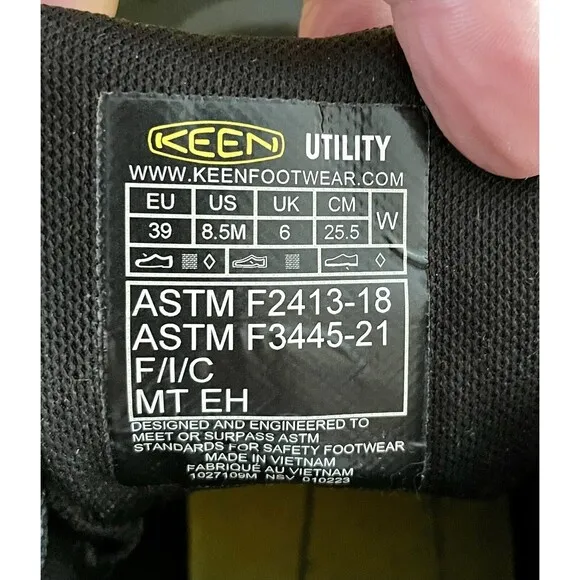 KEEN UTILITY
WWW.KEENFOOTWEAR.COM
EU US UK CM W
39 8.5M 6 25.5
ASTM F2413-18
ASTM F3445-21
F/I/C
MT EH
DESIGNED AND ENGINEERED TO
MEET OR SURPASS ASTM
STANDARDS FOR SAFETY FOOTWEAR
MADE IN VIETNAM
FABRIQUÉ AU VIETNAM
1027109M NSV 010223